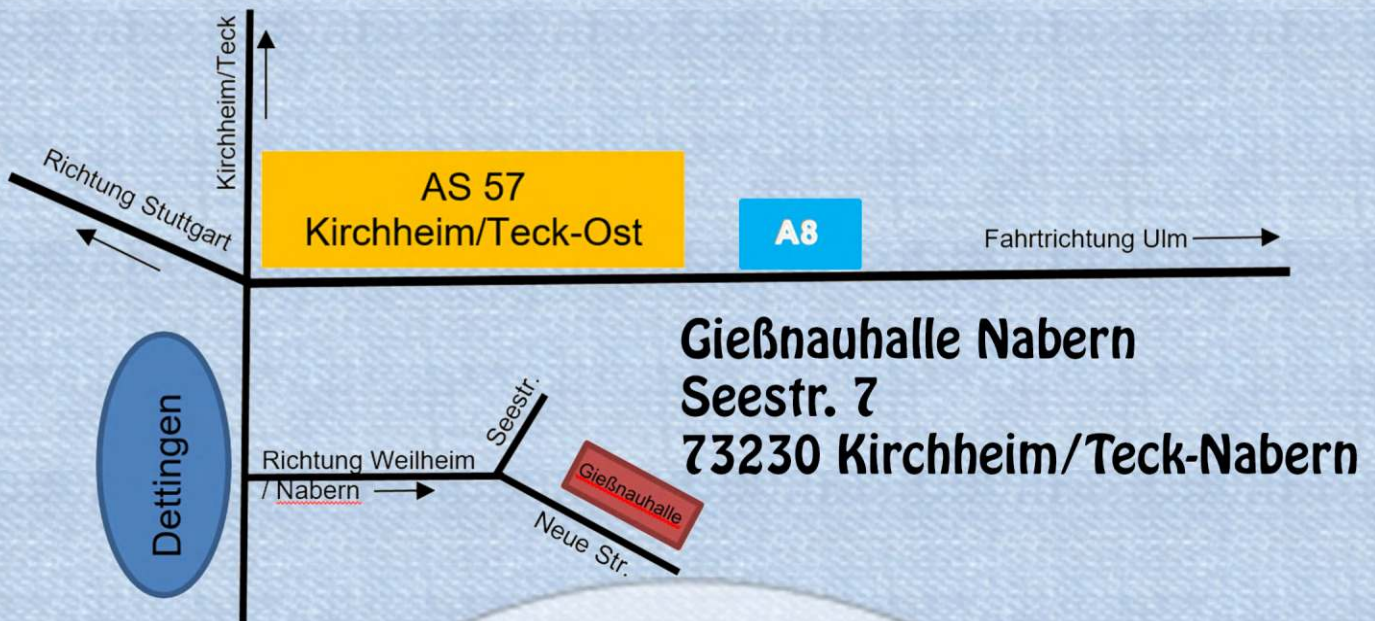 Kirchheim/Teck
Richtung Stuttgart
AS 57
Kirchheim/Teck-Ost
A8
Fahrtrichtung Ulm
Gießnauhalle Nabern
Seestr. 7
73230 Kirchheim/Teck-Nabern
Dettingen
Richtung Weilheim
/ Nabern
Seestr.
Gießnauhalle
Neue Str.